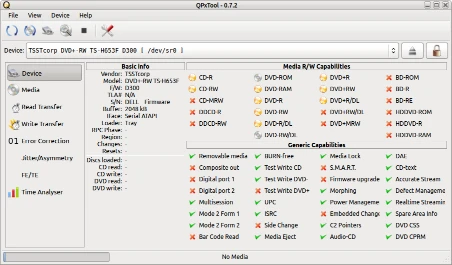 QPxTool - 0.7.2
File View Device Help
Device: TSSTcorp DVD+-RW TS-H653F D300 [ /dev/sr0 ]
Device
Media
Read Transfer
Write Transfer
01 Error Correction
Jitter/Asymmetry
FE/TE
Time Analyser
Basic Info
Vendor: TSSTcorp
Model: DVD+-RW TS-H653F
F/W: D300
TLA# N/A
S/N: DELL Firmware
Buffer: 2048 kB
Iface: Serial ATAPI
Loader: Tray
RPC Phase:
Region: -
Changes: -
Resets: -
Discs loaded: -
CD read: -
CD write: -
DVD read: -
DVD write: -
Media R/W Capabilities
CD-R DVD-ROM DVD+R BD-ROM
CD-RW DVD-RAM DVD+RW BD-R
CD-MRW DVD-R DVD+R/DL BD-RE
DDCD-R DVD-RW DVD+RW/DL HDDVD-ROM
DDCD-RW DVD-R/DL DVD+MRW HDDVD-R
DVD-RW/DL HDDVD-RAM
Generic Capabilities
Removable media BURN-free Media Lock DAE
Composite out Test Write CD S.M.A.R.T. CD-text
Digital port 1 Test Write DVD- Firmware upgrade Accurate Stream
Digital port 2 Test Write DVD+ Morphing Defect Manageme
Multisession UPC Power Manageme Realtime Streamin
Mode 2 Form 1 ISRC Embedded Change Spare Area Info
Mode 2 Form 2 Side Change C2 Pointers DVD CSS
Bar Code Read Media Eject Audio-CD DVD CPRM
No Media